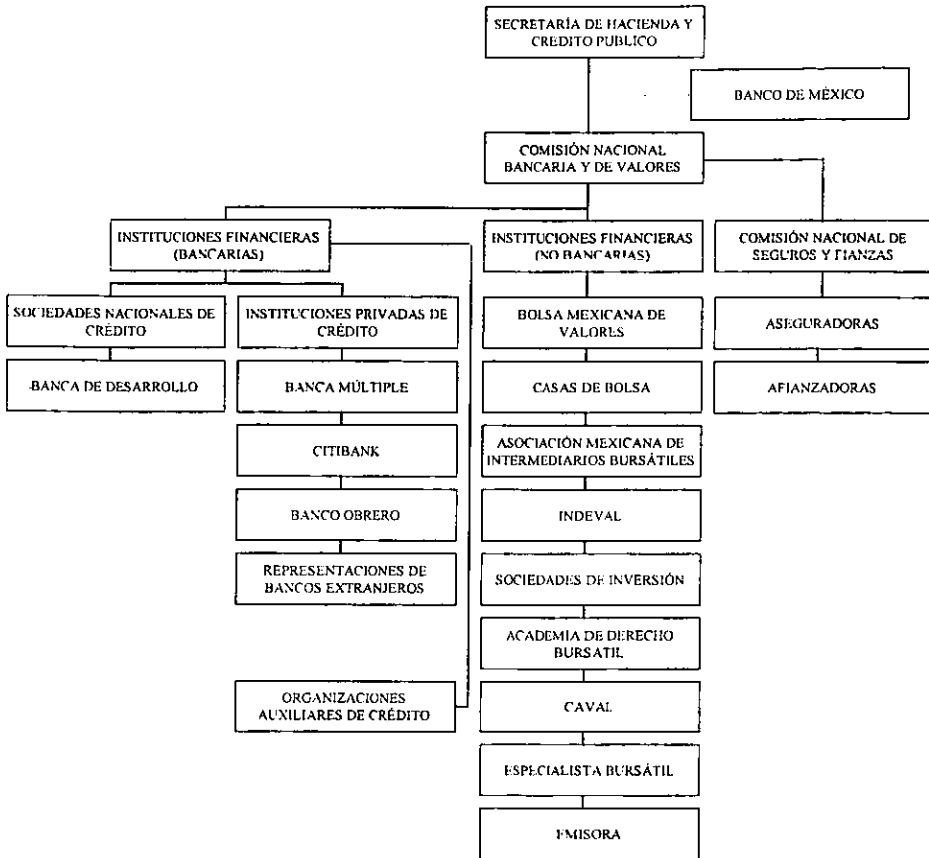 SECRETARÍA DE HACIENDA Y
CREDITO PUBLICO
BANCO DE MÉXICO
COMISIÓN NACIONAL
BANCARIA Y DE VALORES
INSTITUCIONES FINANCIERAS
(BANCARIAS)
INSTITUCIONES FINANCIERAS
(NO BANCARIAS)
COMISIÓN NACIONAL DE
SEGUROS Y FIANZAS
SOCIEDADES NACIONALES DE
CRÉDITO
INSTITUCIONES PRIVADAS DE
CRÉDITO
BOLSA MEXICANA DE
VALORES
ASEGURADORAS
BANCA DE DESARROLLO
BANCA MÚLTIPLE
CASAS DE BOLSA
AFIANZADORAS
CITIBANK
ASOCIACIÓN MEXICANA DE
INTERMEDIARIOS BURSÁTILES
BANCO OBRERO
INDEVAL
REPRESENTACIONES DE
BANCOS EXTRANJEROS
SOCIEDADES DE INVERSIÓN
ACADEMIA DE DERECHO
BURSATIL
ORGANIZACIONES
AUXILIARES DE CRÉDITO
CAVAL
ESPECIALISTA BURSÁTIL
EMISORA